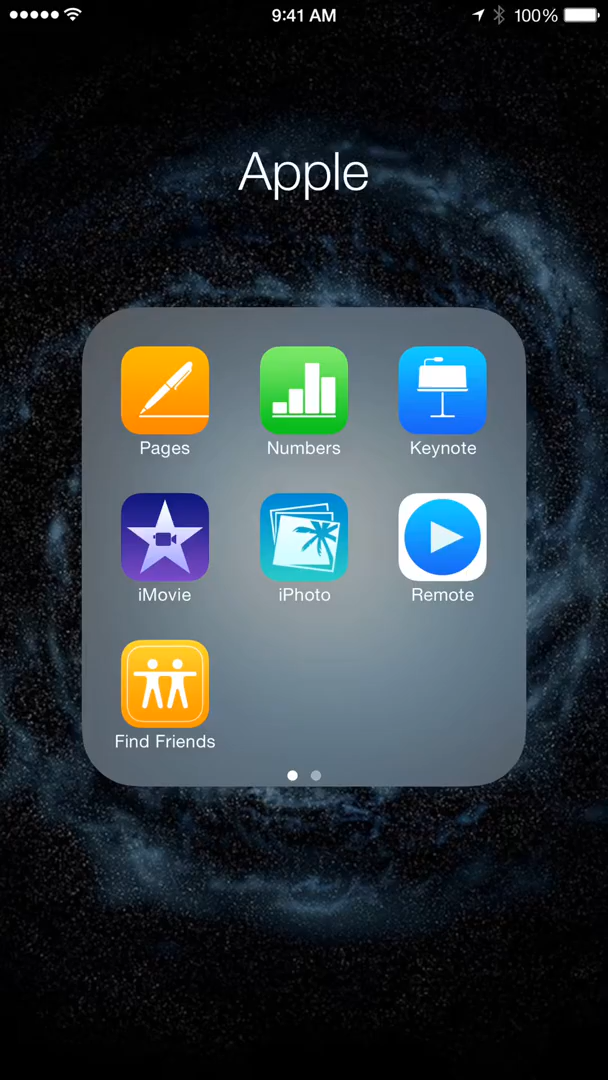 9:41 AM
100%
Apple
Pages
Numbers
Keynote
iMovie
iPhoto
Remote
Find Friends